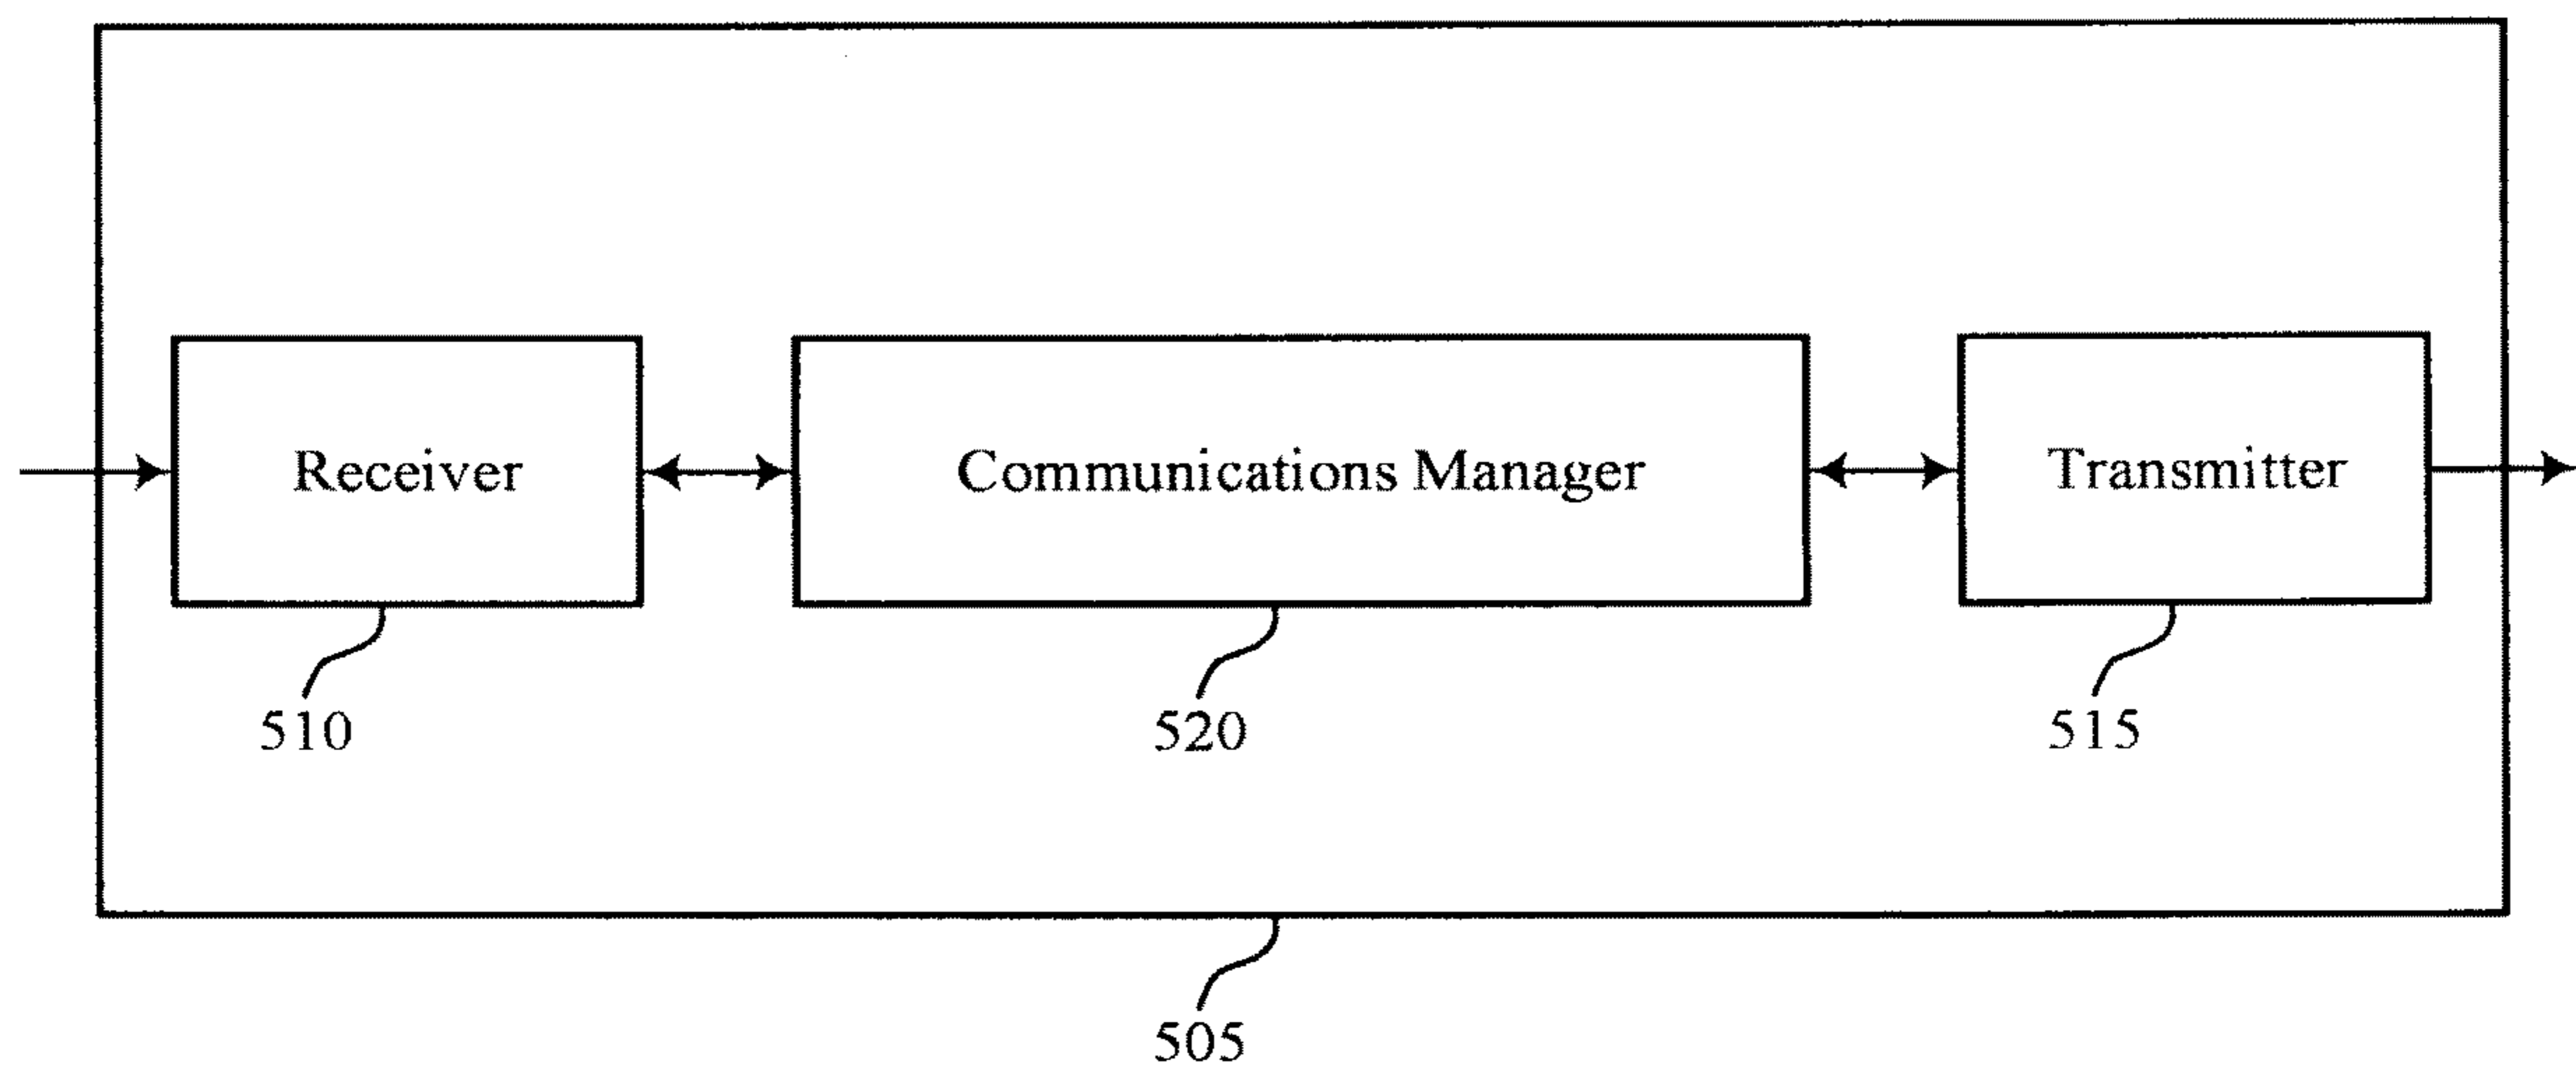 Receiver
Communications Manager
Transmitter
510
520
515
505